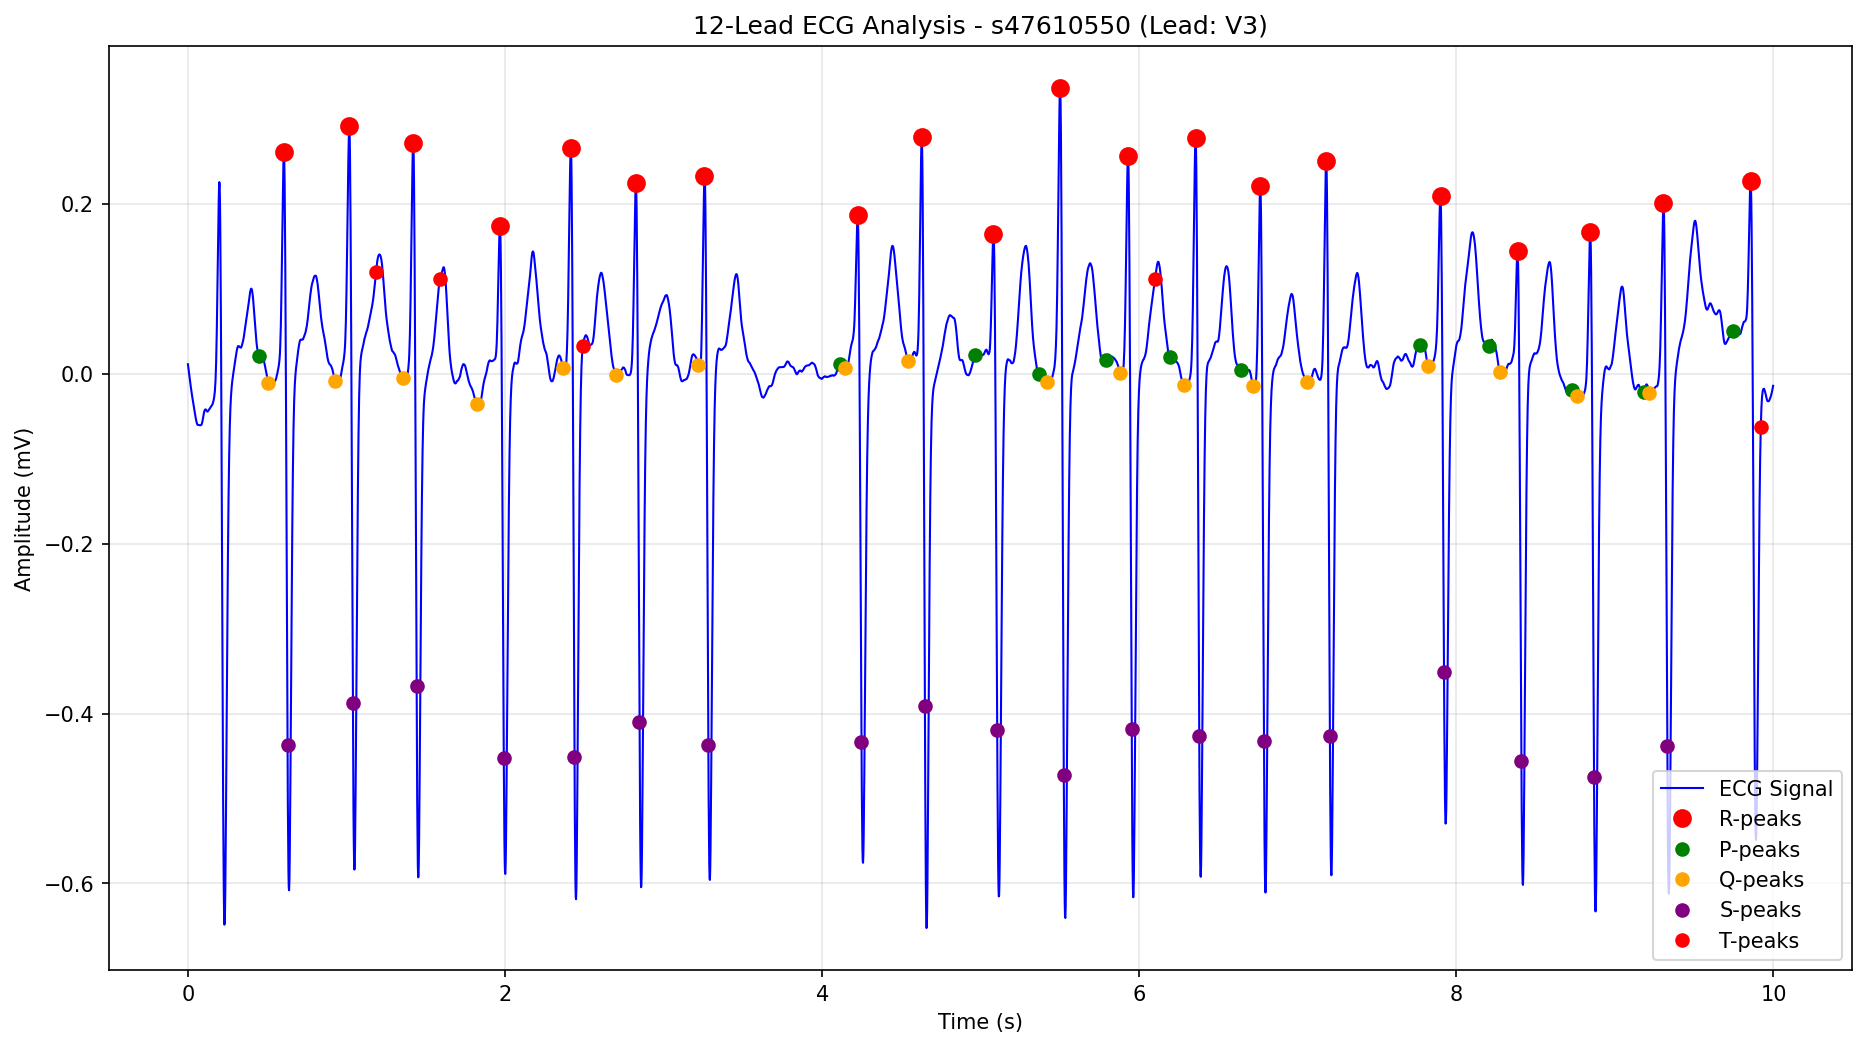 12-Lead ECG Analysis - s47610550 (Lead: V3)
Amplitude (mV)
0.2
0.0
−0.2
−0.4
−0.6
0
2
4
6
8
10
Time (s)
ECG Signal
R-peaks
P-peaks
Q-peaks
S-peaks
T-peaks